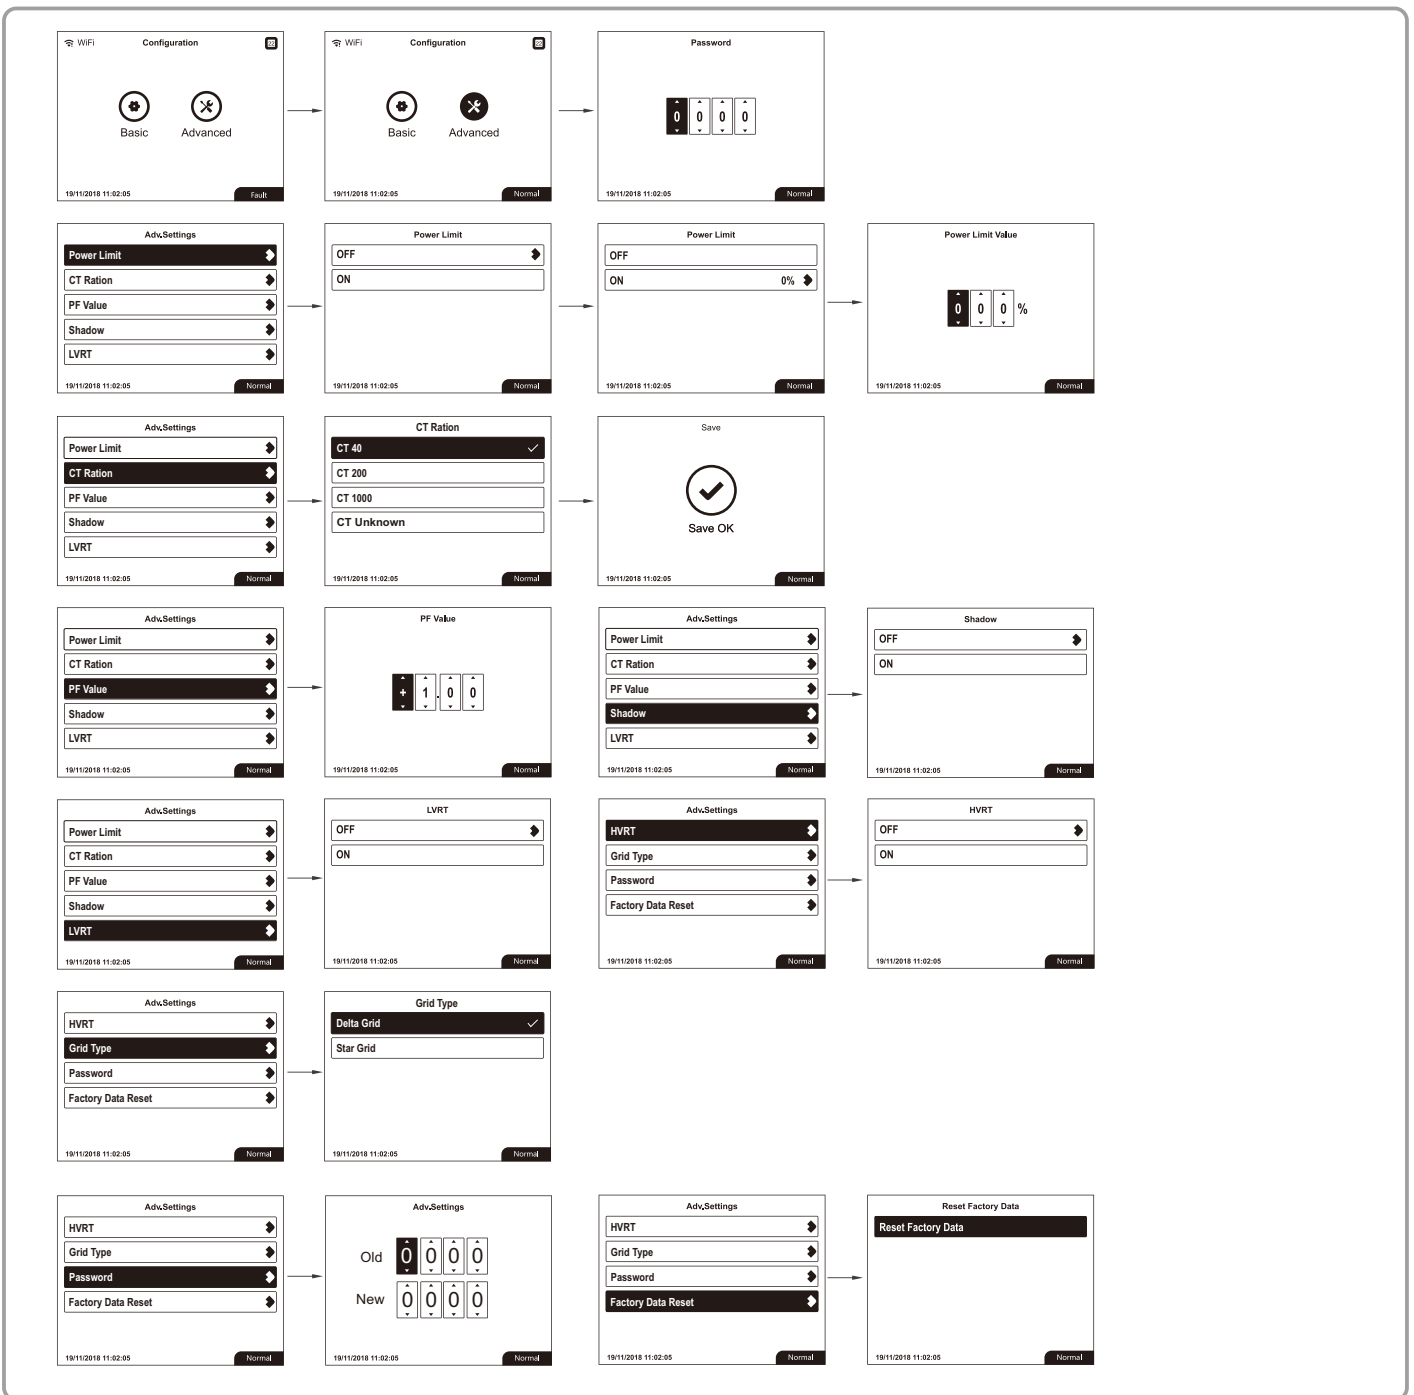 WiFi Configuration
Basic Advanced
19/11/2018 11:02:05 Fault
WiFi Configuration
Basic Advanced
19/11/2018 11:02:05 Normal
Password
0 0 0 0
19/11/2018 11:02:05 Normal
Adv.Settings
Power Limit
CT Ration
PF Value
Shadow
LVRT
19/11/2018 11:02:05 Normal
Power Limit
OFF
ON
19/11/2018 11:02:05 Normal
Power Limit
OFF
ON 0%
19/11/2018 11:02:05 Normal
Power Limit Value
0 0 0 %
19/11/2018 11:02:05 Normal
Adv.Settings
Power Limit
CT Ration
PF Value
Shadow
LVRT
19/11/2018 11:02:05 Normal
CT Ration
CT 40
CT 200
CT 1000
CT Unknown
19/11/2018 11:02:05 Normal
Save
Save OK
19/11/2018 11:02:05 Normal
Adv.Settings
Power Limit
CT Ration
PF Value
Shadow
LVRT
19/11/2018 11:02:05 Normal
PF Value
+ 1 . 0 0
19/11/2018 11:02:05 Normal
Adv.Settings
Power Limit
CT Ration
PF Value
Shadow
LVRT
19/11/2018 11:02:05 Normal
Shadow
OFF
ON
19/11/2018 11:02:05 Normal
Adv.Settings
Power Limit
CT Ration
PF Value
Shadow
LVRT
19/11/2018 11:02:05 Normal
LVRT
OFF
ON
19/11/2018 11:02:05 Normal
Adv.Settings
HVRT
Grid Type
Password
Factory Data Reset
19/11/2018 11:02:05 Normal
HVRT
OFF
ON
19/11/2018 11:02:05 Normal
Adv.Settings
HVRT
Grid Type
Password
Factory Data Reset
19/11/2018 11:02:05 Normal
Grid Type
Delta Grid
Star Grid
19/11/2018 11:02:05 Normal
Adv.Settings
HVRT
Grid Type
Password
Factory Data Reset
19/11/2018 11:02:05 Normal
Adv.Settings
Old 0 0 0 0
New 0 0 0 0
19/11/2018 11:02:05 Normal
Adv.Settings
HVRT
Grid Type
Password
Factory Data Reset
19/11/2018 11:02:05 Normal
Reset Factory Data
Reset Factory Data
19/11/2018 11:02:05 Normal